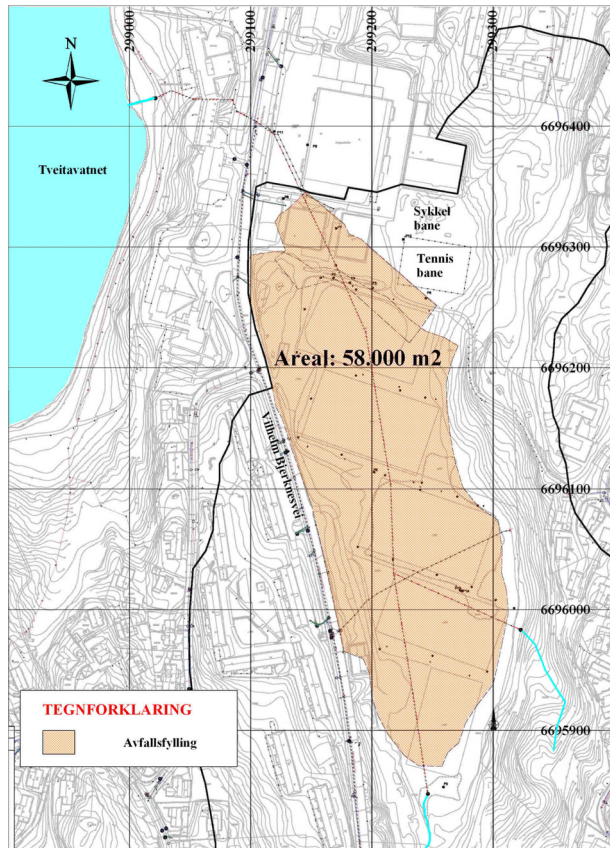 299000
299100
299200
299300
N
6696400
Tveitavatnet
Sykkel
bane
6696300
Tennis
bane
Areal: 58.000 m2
6696200
Vilhelm Bjerknesvei
6696100
6696000
TEGNFORKLARING
Avfallsfylling
6695900